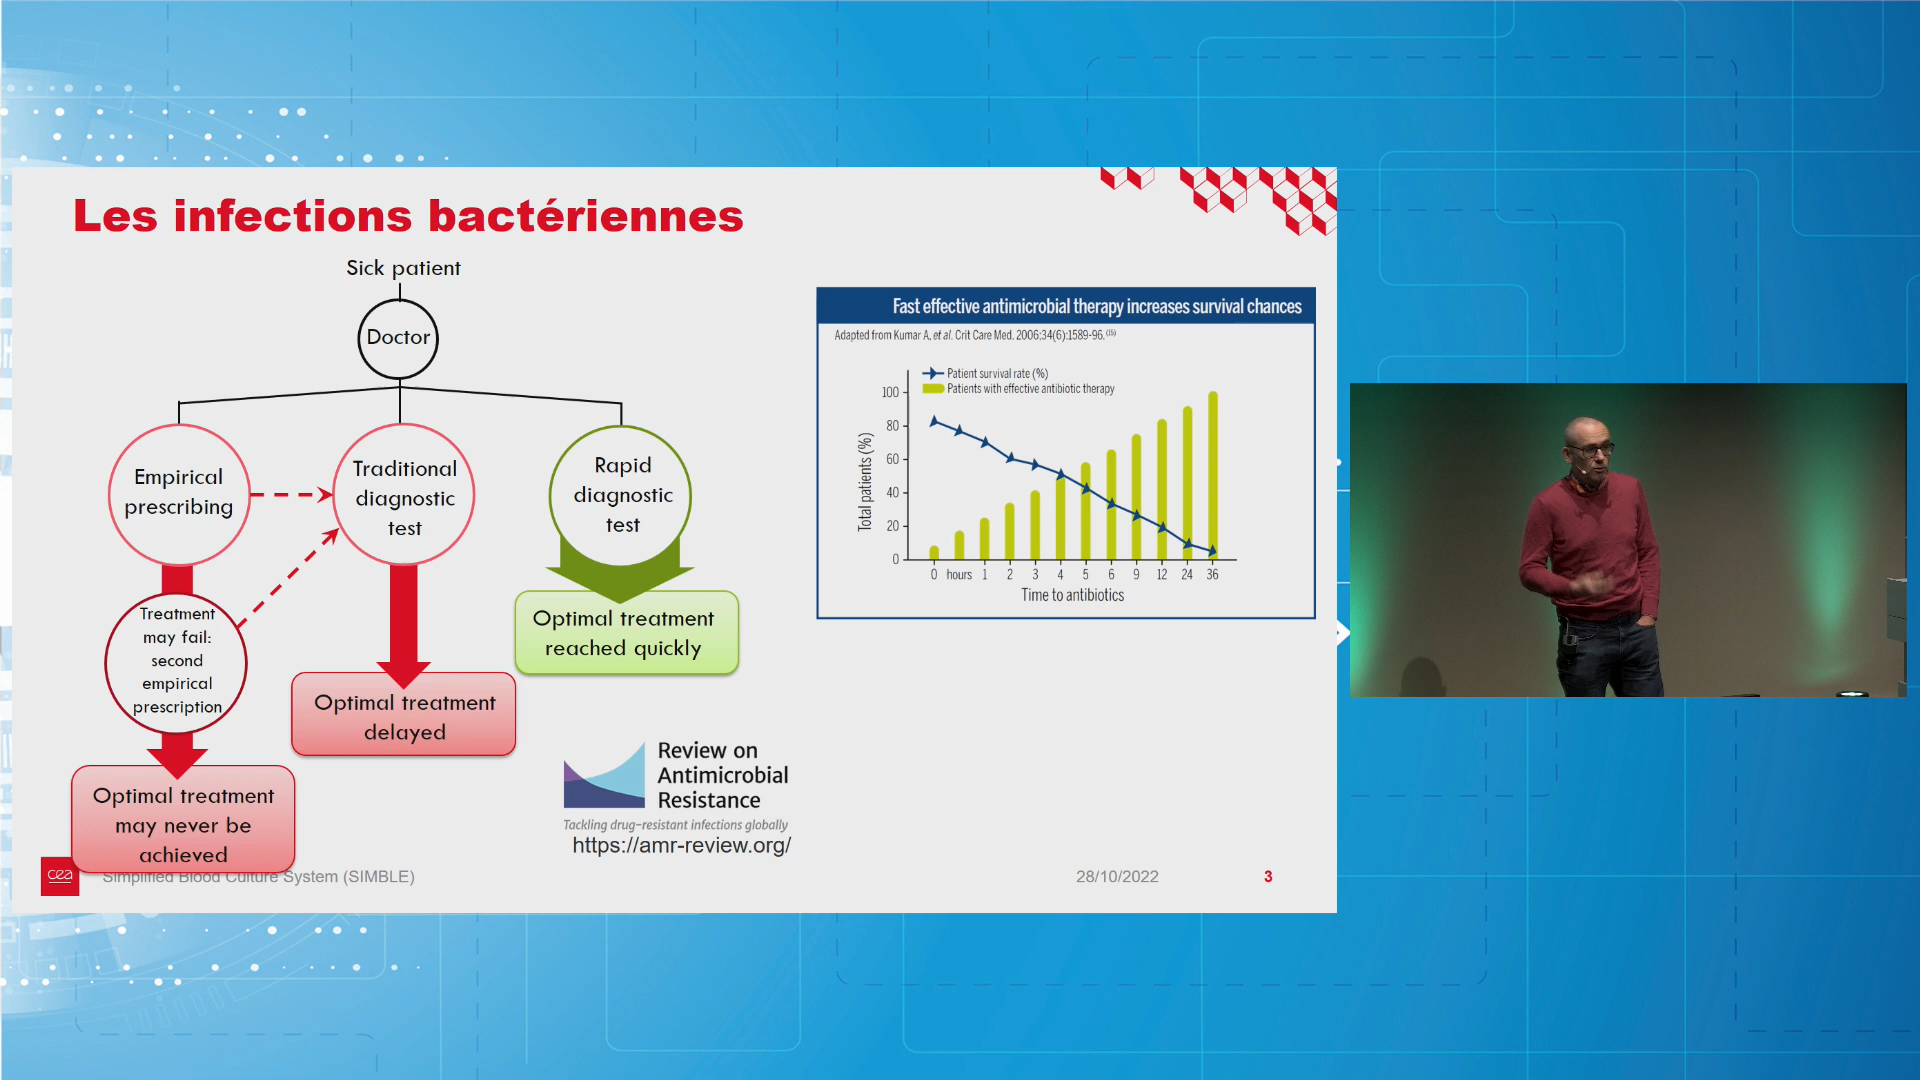 Les infections bactériennes
Sick patient
Doctor
Empirical
prescribing
Traditional
diagnostic
test
Rapid
diagnostic
test
Treatment
may fail:
second
empirical
prescription
Optimal treatment
reached quickly
Optimal treatment
delayed
Optimal treatment
may never be
achieved
Fast effective antimicrobial therapy increases survival chances
Adapted from Kumar A, et al. Crit Care Med. 2006;34(6):1589-96. (15)
Patient survival rate (%)
Patients with effective antibiotic therapy
Total patients (%)
100
80
60
40
20
0
0 hours 1 2 3 4 5 6 9 12 24 36
Time to antibiotics
Review on
Antimicrobial
Resistance
Tackling drug-resistant infections globally
https://amr-review.org/
cea
Simplified Blood Culture System (SIMBLE)
28/10/2022
3